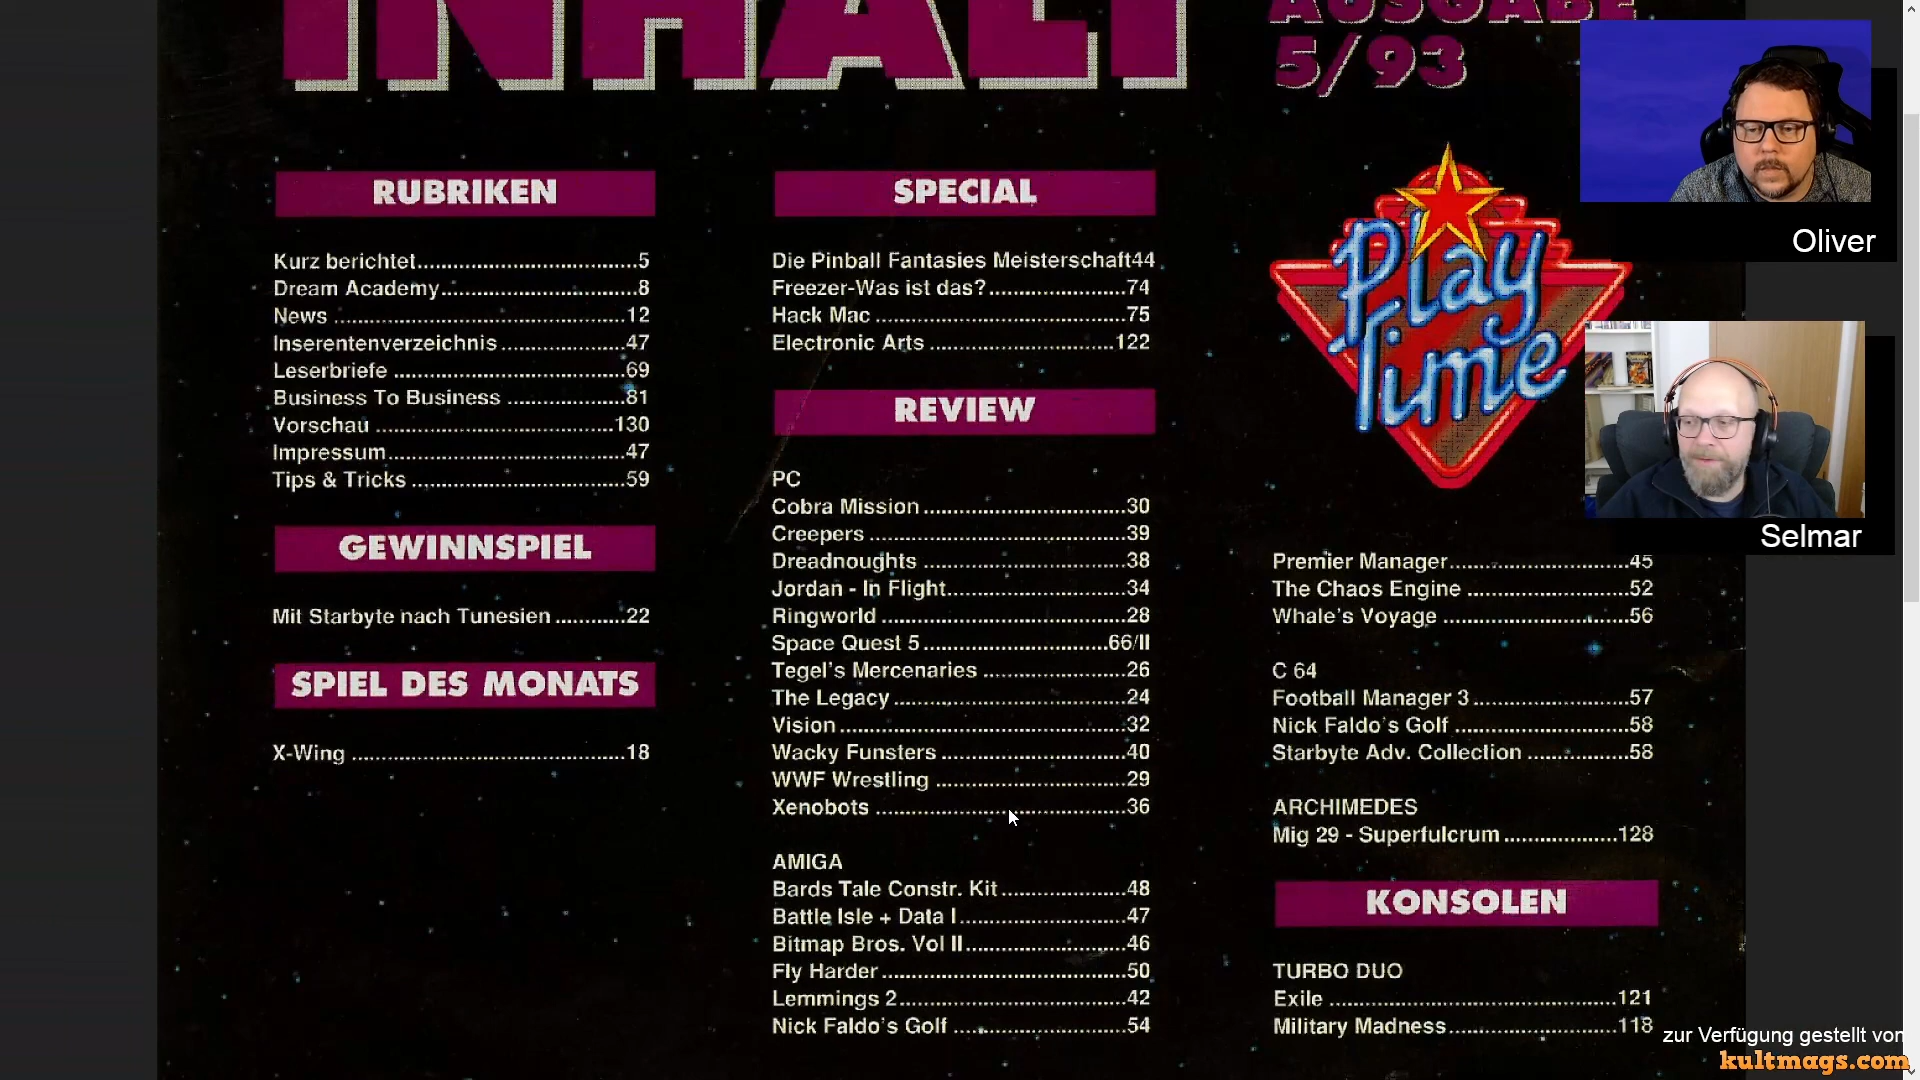 INHALT
AUSGABE
5/93
RUBRIKEN
Kurz berichtet.....................................5
Dream Academy.................................8
News .................................................12
Inserentenverzeichnis.....................47
Leserbriefe .......................................69
Business To Business ....................81
Vorschau ........................................130
Impressum........................................47
Tips & Tricks ....................................59
GEWINNSPIEL
Mit Starbyte nach Tunesien ............22
SPIEL DES MONATS
X-Wing ..............................................18
SPECIAL
Die Pinball Fantasies Meisterschaft44
Freezer-Was ist das?.......................74
Hack Mac ..........................................75
Electronic Arts ...............................122
REVIEW
PC
Cobra Mission ..................................30
Creepers ...........................................39
Dreadnoughts ...................................38
Jordan - In Flight..............................34
Ringworld .........................................28
Space Quest 5...............................66/II
Tegel's Mercenaries ........................26
The Legacy .......................................24
Vision ................................................32
Wacky Funsters ...............................40
WWF Wrestling ................................29
Xenobots ..........................................36
AMIGA
Bards Tale Constr. Kit .....................48
Battle Isle + Data I............................47
Bitmap Bros. Vol II...........................46
Fly Harder .........................................50
Lemmings 2......................................42
Nick Faldo's Golf .............................54
Play
Time
Premier Manager..............................45
The Chaos Engine ...........................52
Whale's Voyage ...............................56
C 64
Football Manager 3..........................57
Nick Faldo's Golf .............................58
Starbyte Adv. Collection .................58
ARCHIMEDES
Mig 29 - Superfulcrum ...................128
KONSOLEN
TURBO DUO
Exile ................................................121
Military Madness............................118
Oliver
Selmar
zur Verfügung gestellt von
kultmags.com